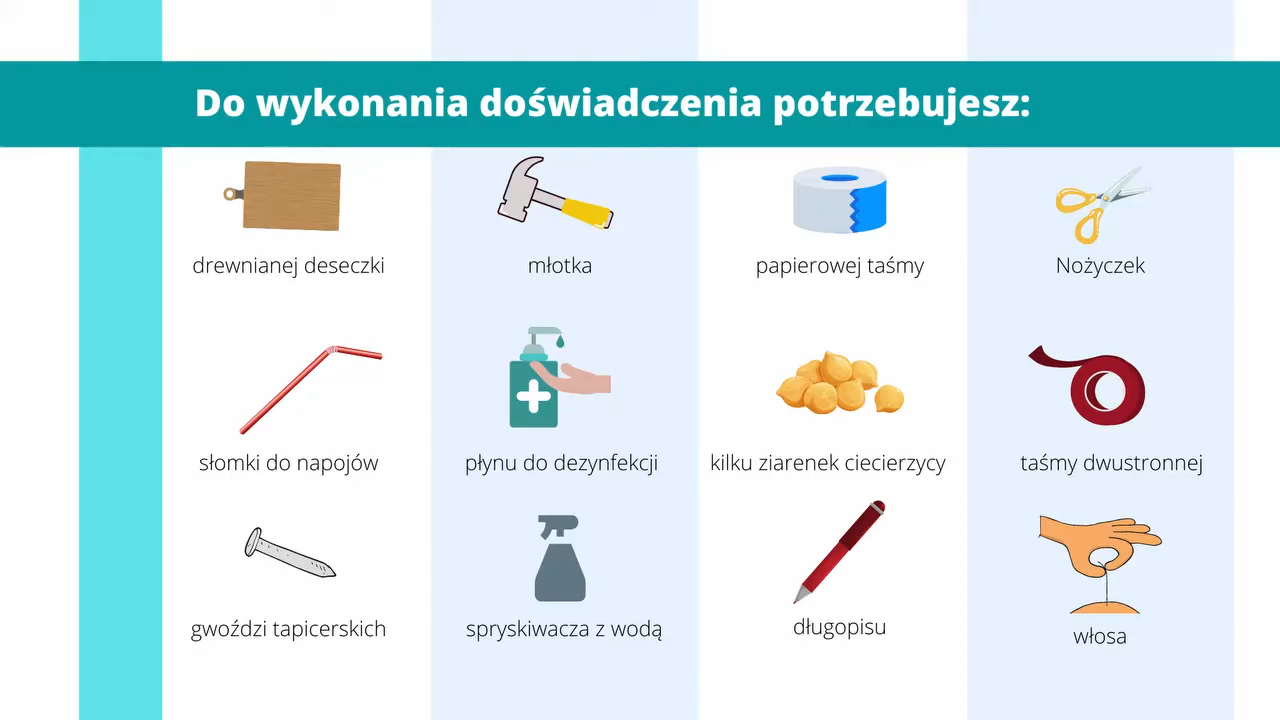 Do wykonania doświadczenia potrzebujesz:
drewnianej deseczki
młotka
papierowej taśmy
Nożyczek
słomki do napojów
płynu do dezynfekcji
kilku ziarenek ciecierzycy
taśmy dwustronnej
gwoździ tapicerskich
spryskiwacza z wodą
długopisu
włosa